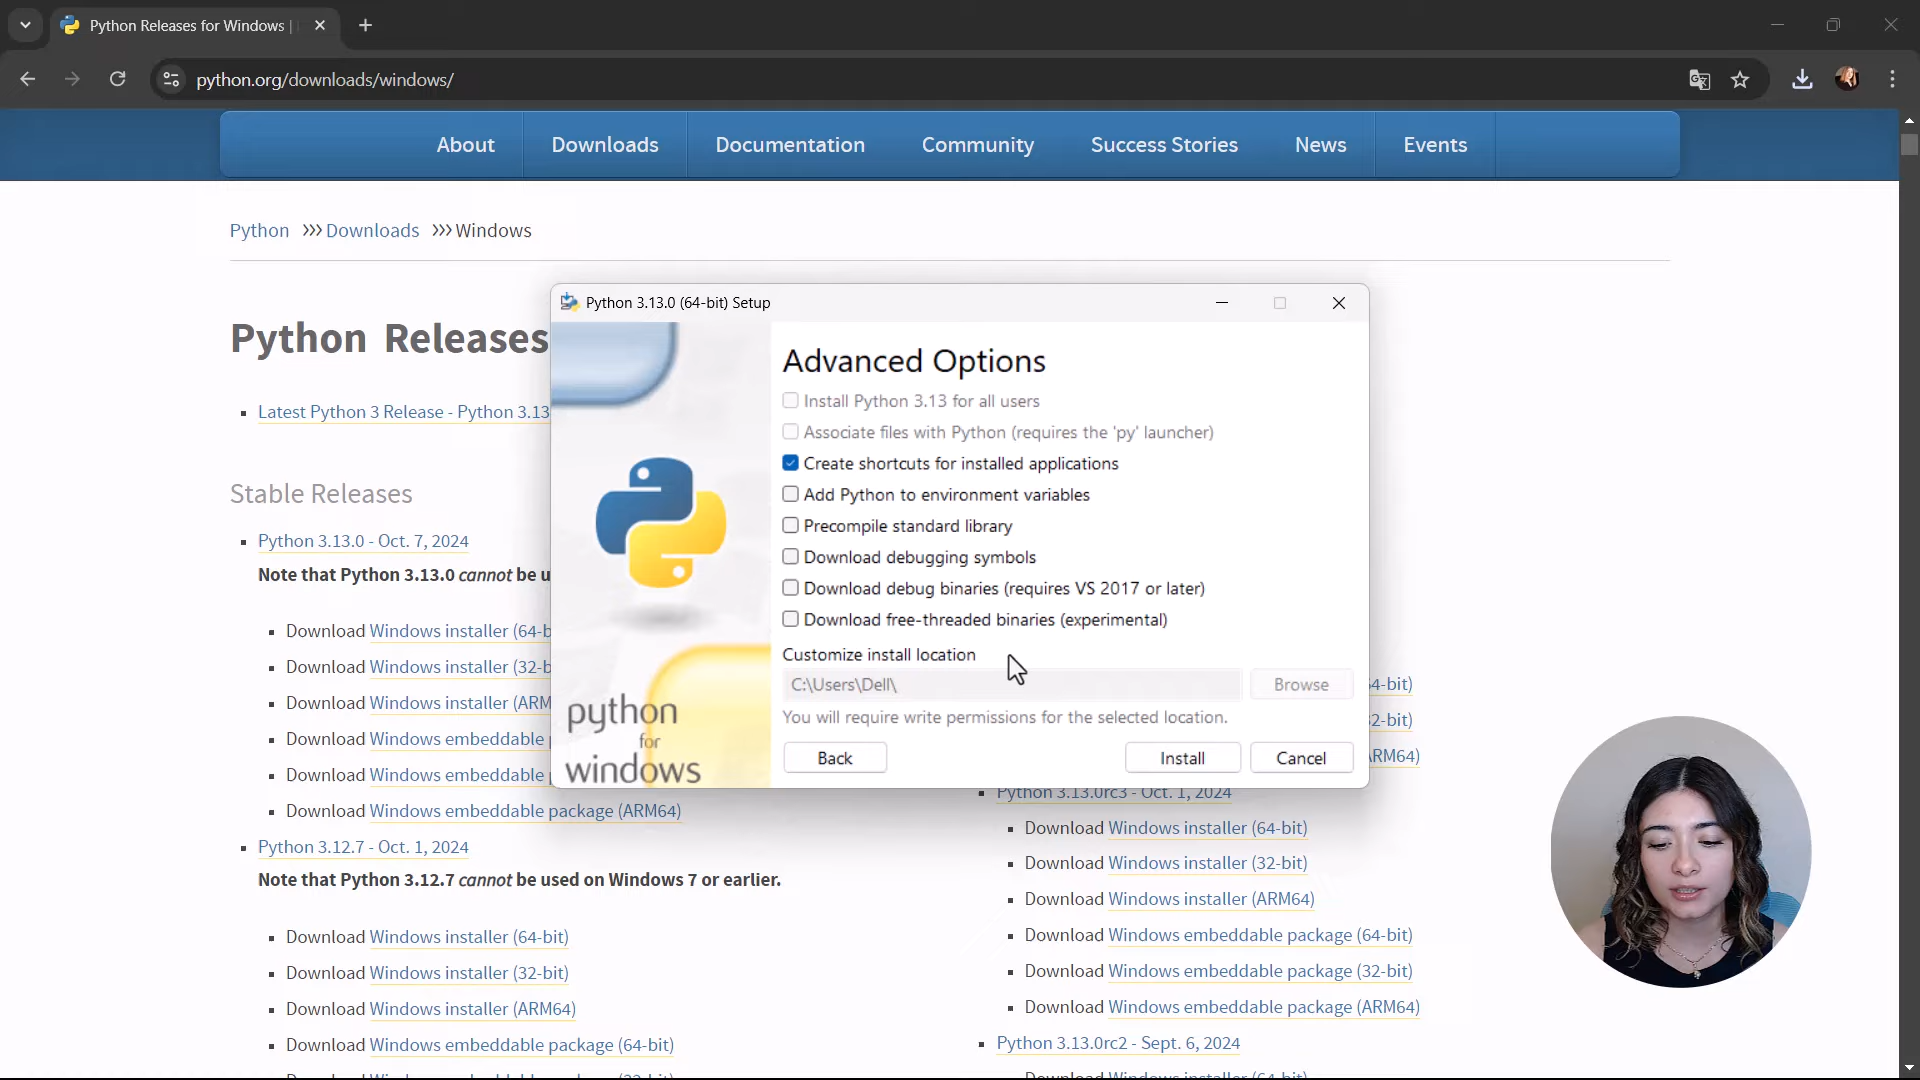 Python Releases for Windows |
python.org/downloads/windows/
About
Downloads
Documentation
Community
Success Stories
News
Events
Python >>> Downloads >>> Windows
Python Releases
Latest Python 3 Release - Python 3.13
Stable Releases
Python 3.13.0 - Oct. 7, 2024
Note that Python 3.13.0 cannot be u
Download Windows installer (64-b
Download Windows installer (32-b
Download Windows installer (ARM
Download Windows embeddable p
Download Windows embeddable p
Download Windows embeddable package (ARM64)
Python 3.12.7 - Oct. 1, 2024
Note that Python 3.12.7 cannot be used on Windows 7 or earlier.
Download Windows installer (64-bit)
Download Windows installer (32-bit)
Download Windows installer (ARM64)
Download Windows embeddable package (64-bit)
Python 3.13.0 (64-bit) Setup
Advanced Options
Install Python 3.13 for all users
Associate files with Python (requires the 'py' launcher)
Create shortcuts for installed applications
Add Python to environment variables
Precompile standard library
Download debugging symbols
Download debug binaries (requires VS 2017 or later)
Download free-threaded binaries (experimental)
Customize install location
C:\Users\Dell\
Browse
You will require write permissions for the selected location.
Back
Install
Cancel
python
for
windows
4-bit)
2-bit)
RM64)
Python 3.13.0rc3 - Oct. 1, 2024
Download Windows installer (64-bit)
Download Windows installer (32-bit)
Download Windows installer (ARM64)
Download Windows embeddable package (64-bit)
Download Windows embeddable package (32-bit)
Download Windows embeddable package (ARM64)
Python 3.13.0rc2 - Sept. 6, 2024